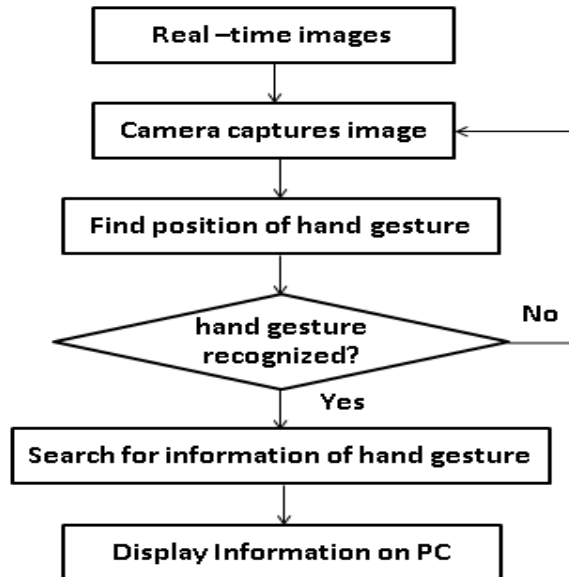 Real –time images
Camera captures image
Find position of hand gesture
hand gesture
recognized?
No
Yes
Search for information of hand gesture
Display Information on PC